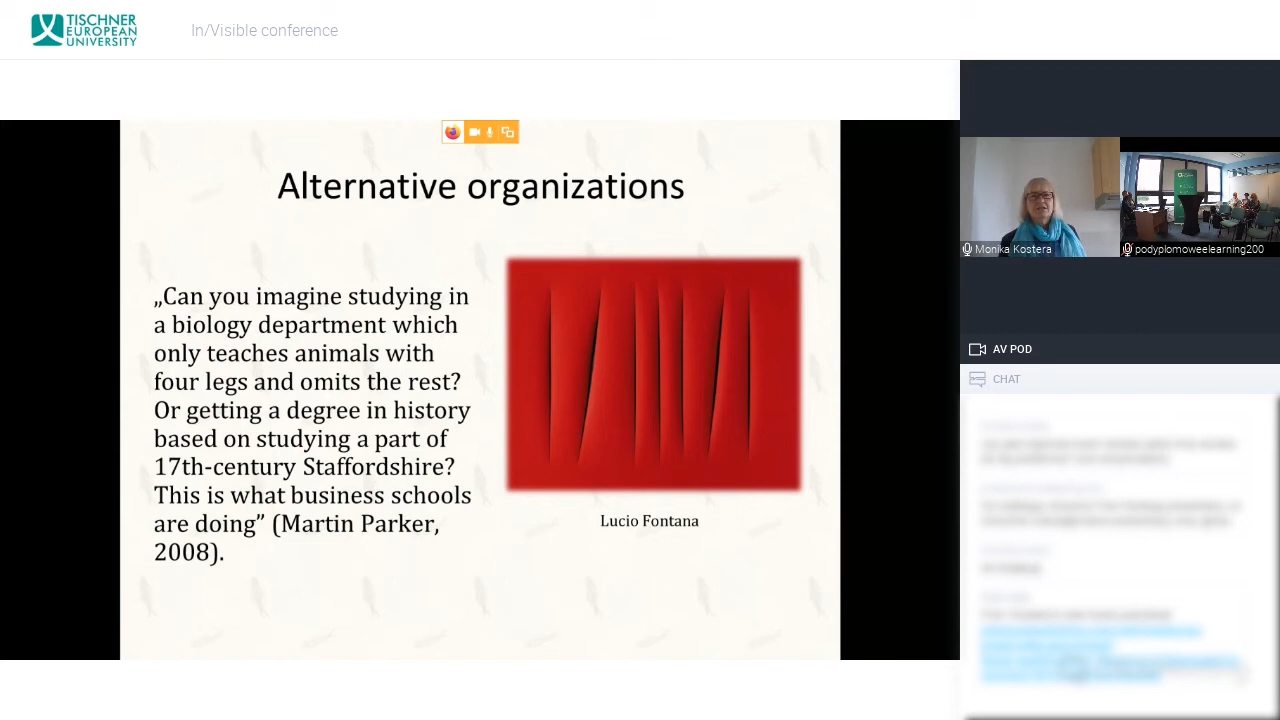 TISCHNER
EUROPEAN
UNIVERSITY
In/Visible conference
Alternative organizations
„Can you imagine studying in
a biology department which
only teaches animals with
four legs and omits the rest?
Or getting a degree in history
based on studying a part of
17th-century Staffordshire?
This is what business schools
are doing” (Martin Parker,
2008).
Lucio Fontana
Monika Kostera
podyplomoweelearning200
AV POD
CHAT